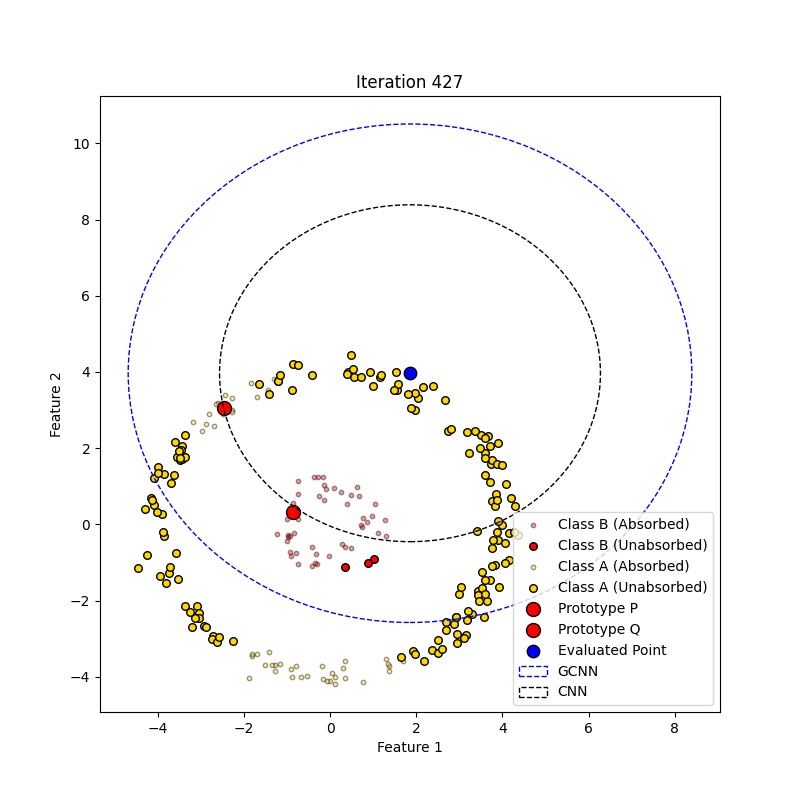 Iteration 427
Feature 2
10
8
6
4
2
0
−2
−4
−4
−2
0
2
4
6
8
Feature 1
Class B (Absorbed)
Class B (Unabsorbed)
Class A (Absorbed)
Class A (Unabsorbed)
Prototype P
Prototype Q
Evaluated Point
GCNN
CNN